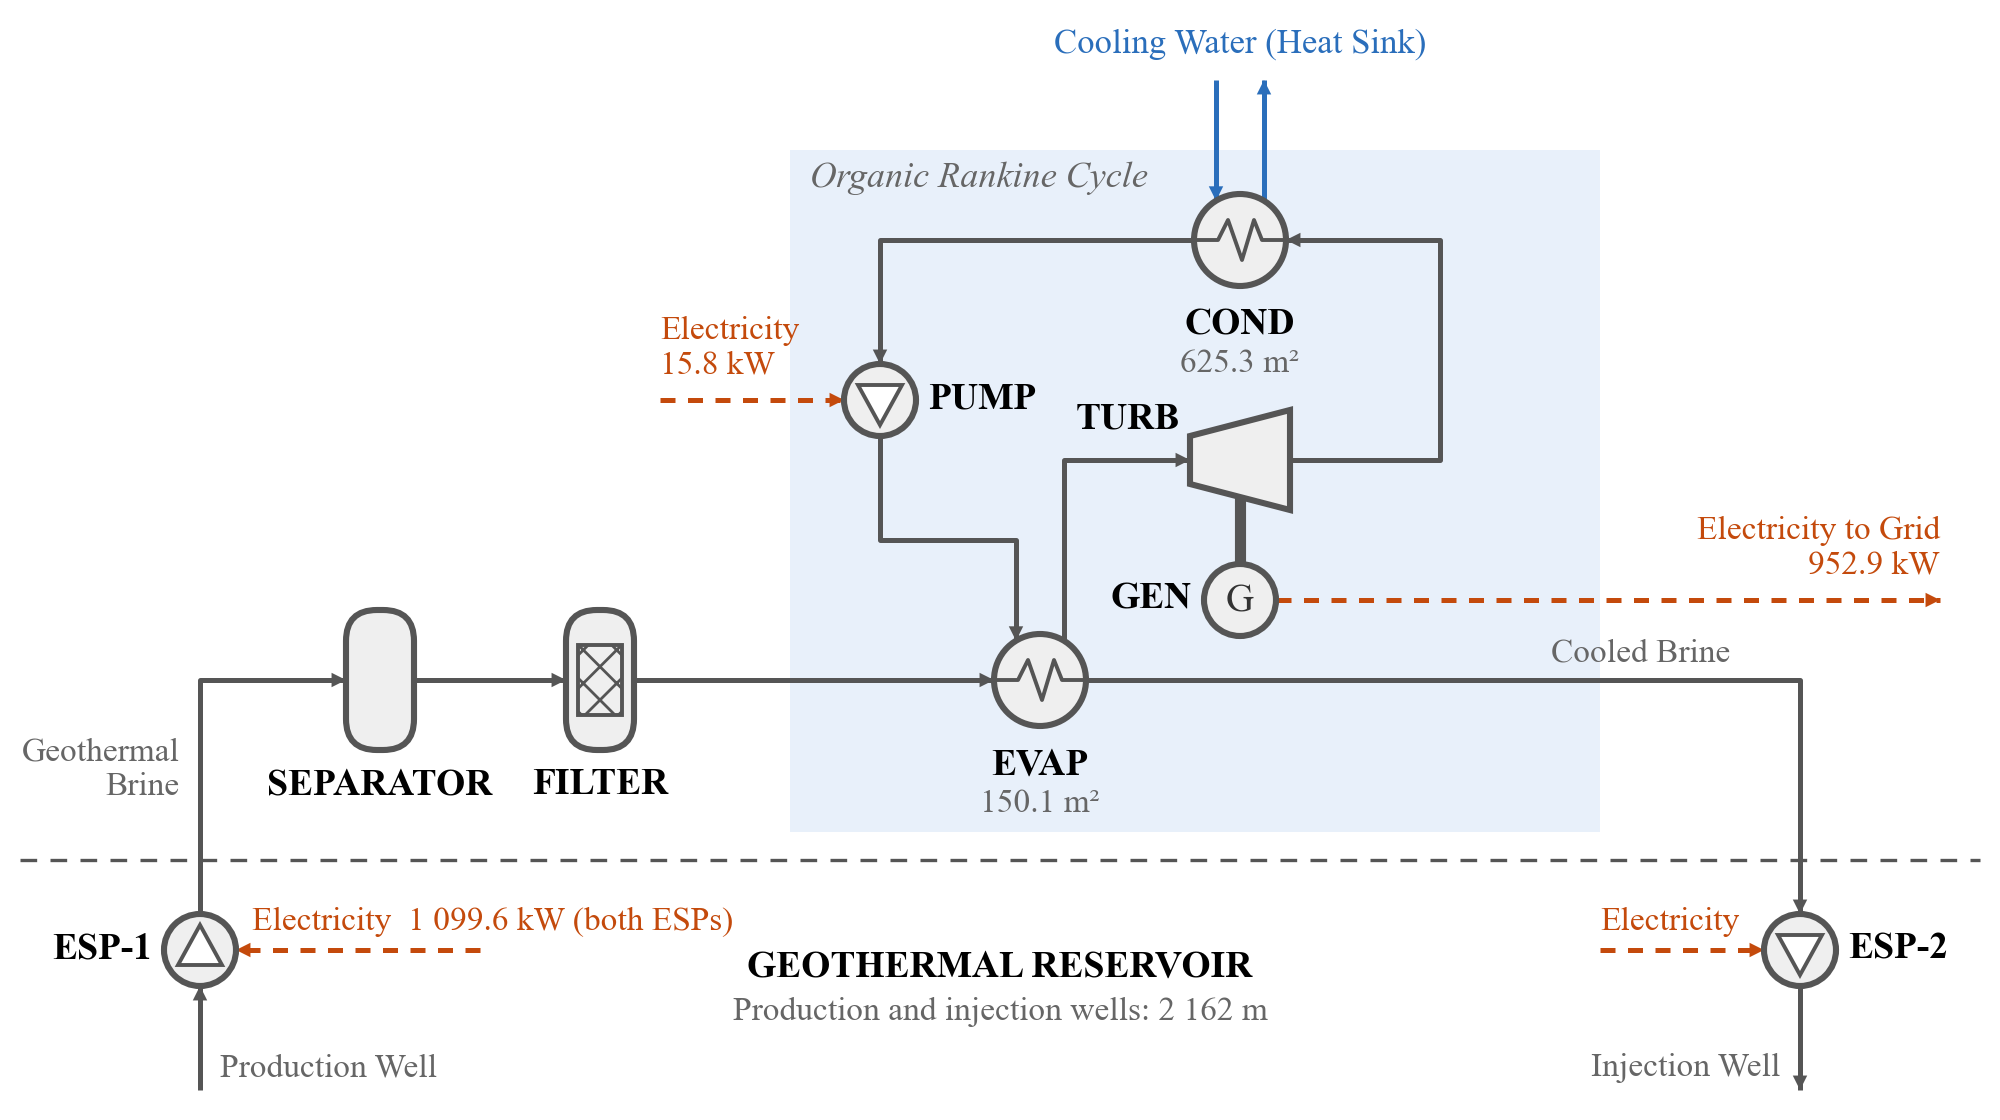 Cooling Water (Heat Sink)
Organic Rankine Cycle
COND
625.3 m²
Electricity
15.8 kW
PUMP
TURB
Electricity to Grid
952.9 kW
GEN
G
Cooled Brine
Geothermal
Brine
SEPARATOR
FILTER
EVAP
150.1 m²
Electricity 1 099.6 kW (both ESPs)
ESP-1
GEOTHERMAL RESERVOIR
Production and injection wells: 2 162 m
Electricity
ESP-2
Production Well
Injection Well